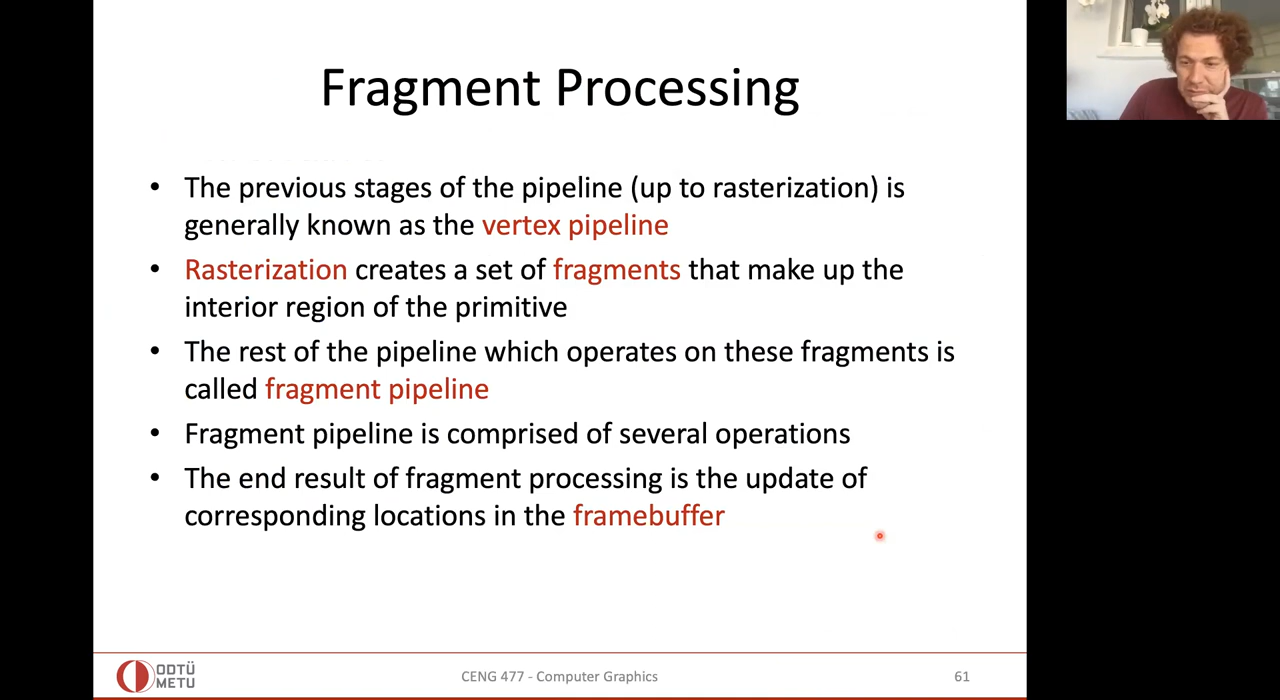 Fragment Processing
• The previous stages of the pipeline (up to rasterization) is
generally known as the vertex pipeline
• Rasterization creates a set of fragments that make up the
interior region of the primitive
• The rest of the pipeline which operates on these fragments is
called fragment pipeline
• Fragment pipeline is comprised of several operations
• The end result of fragment processing is the update of
corresponding locations in the framebuffer
ODTÜ
METU
CENG 477 - Computer Graphics
61